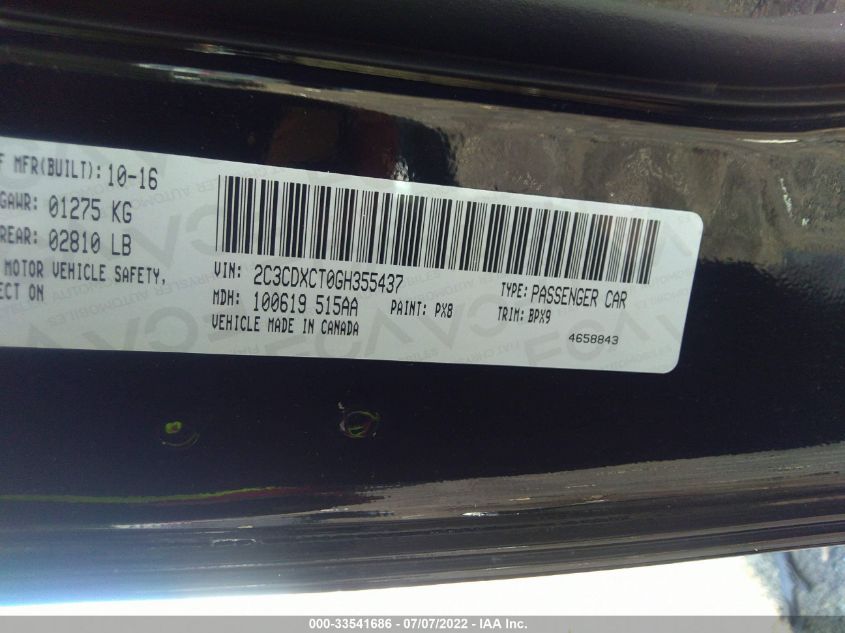 F MFR(BUILT): 10-16
GAWR: 01275 KG
REAR: 02810 LB
MOTOR VEHICLE SAFETY,
ECT ON
VIN: 2C3CDXCT0GH355437
TYPE: PASSENGER CAR
MDH: 100619 515AA PAINT: PX8 TRIM: BPX9
VEHICLE MADE IN CANADA
4658843
000-33541686 / 07/07/2022 - IAA Inc.